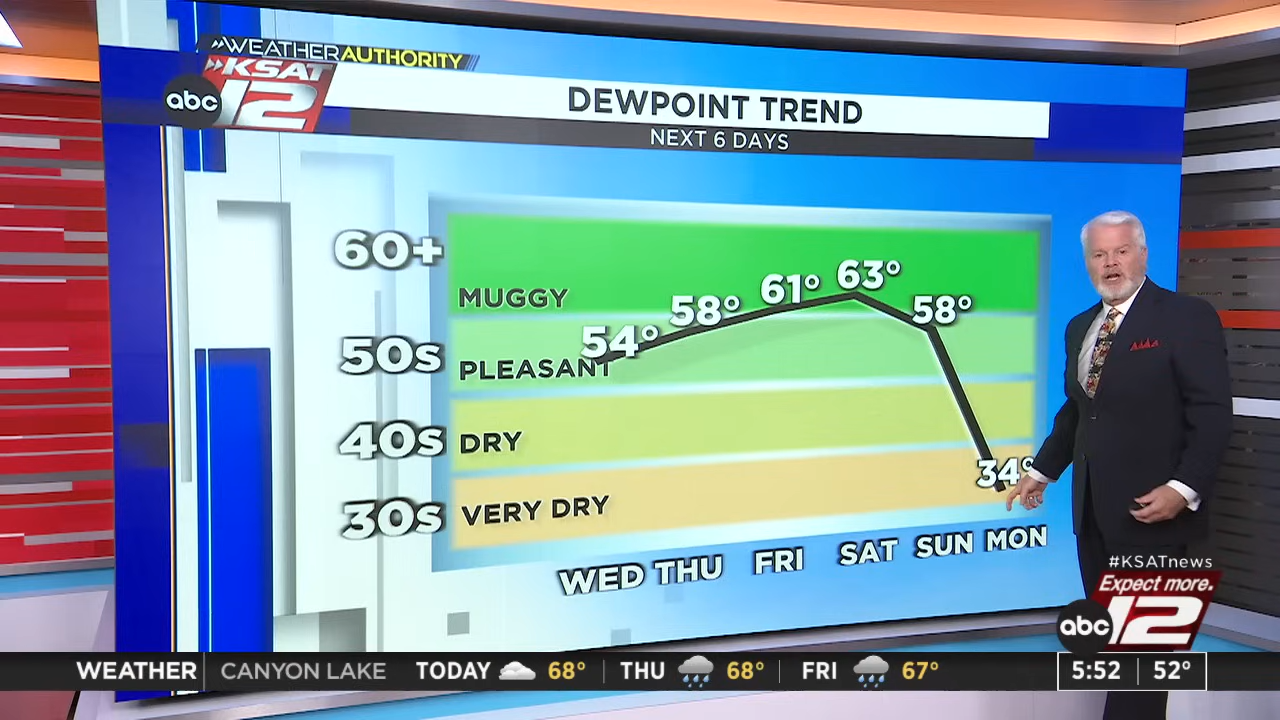 »WEATHERAUTHORITY
»KSAT
abc 12
DEWPOINT TREND
NEXT 6 DAYS
60+
MUGGY
50s
PLEASANT
40s
DRY
30s
VERY DRY
54° 58° 61° 63° 58° 34°
WED THU FRI SAT SUN MON
#KSATnews
Expect more.
abc 12
WEATHER CANYON LAKE TODAY 68° THU 68° FRI 67° 5:52 52°